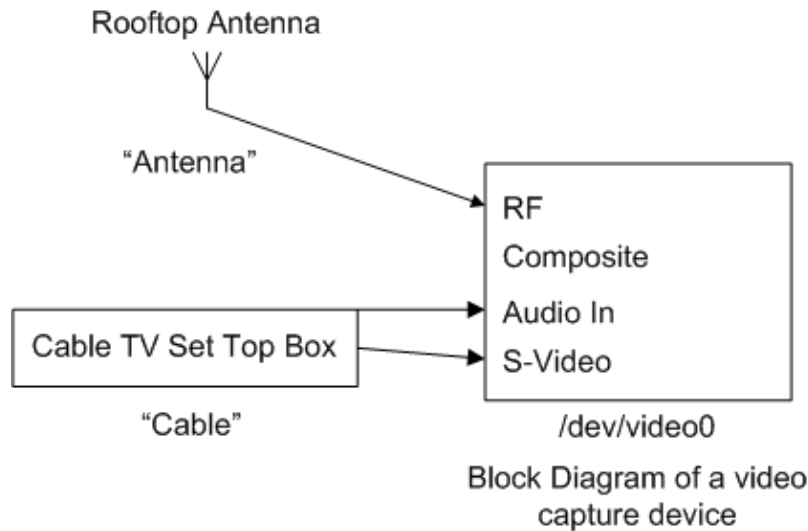 Rooftop Antenna
“Antenna”
RF
Composite
Audio In
S-Video
Cable TV Set Top Box
“Cable”
/dev/video0
Block Diagram of a video
capture device